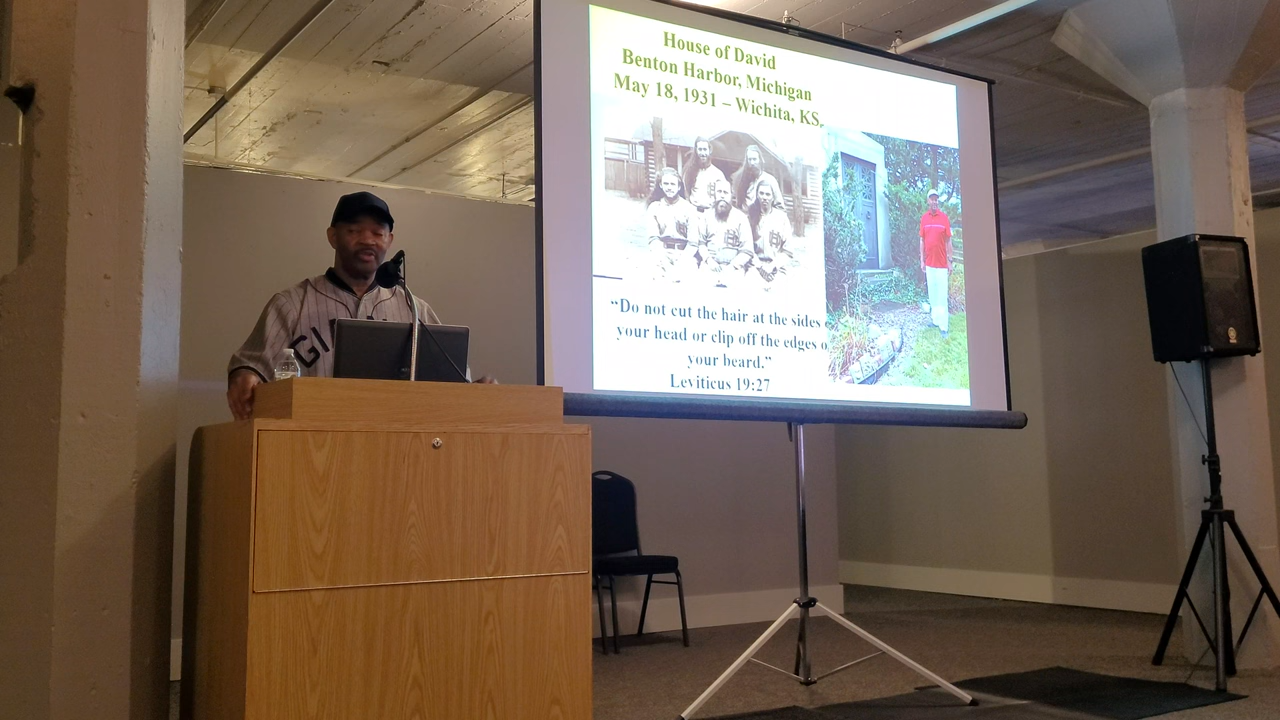 House of David
Benton Harbor, Michigan
May 18, 1931 – Wichita, KS.
“Do not cut the hair at the sides
your head or clip off the edges o
your beard.”
Leviticus 19:27
GI